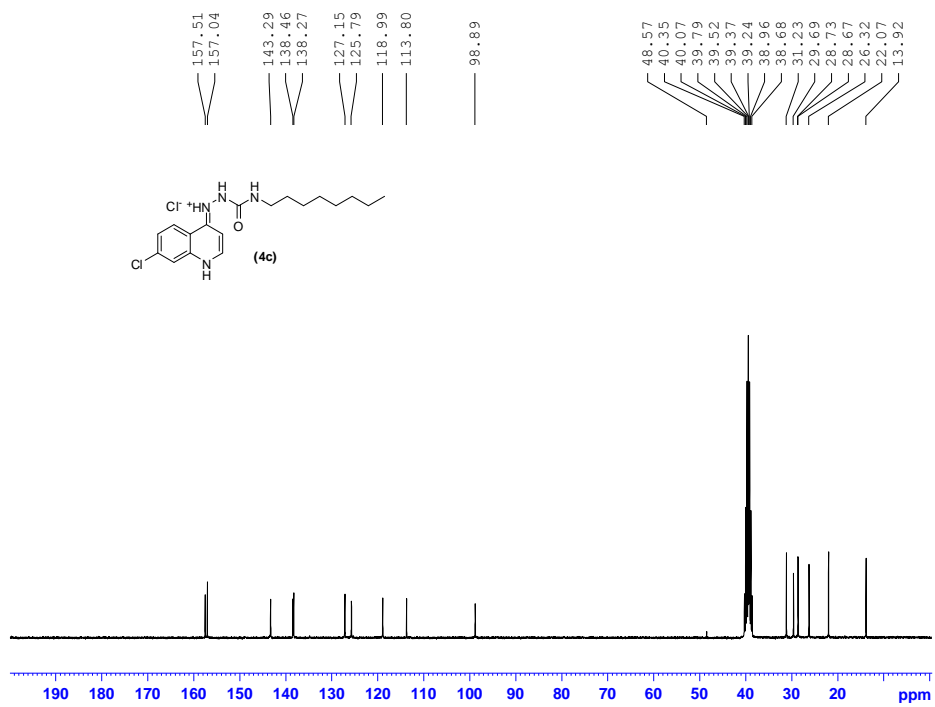 157.51
157.04
143.29
138.46
138.27
127.15
125.79
118.99
113.80
98.89
48.57
40.35
40.07
39.79
39.52
39.37
39.24
38.96
38.68
31.23
29.69
28.73
28.67
26.32
22.07
13.92
H
N
H
N
Cl- +HN
N
O
Cl
N
H
(4c)
190 180 170 160 150 140 130 120 110 100 90 80 70 60 50 40 30 20 ppm